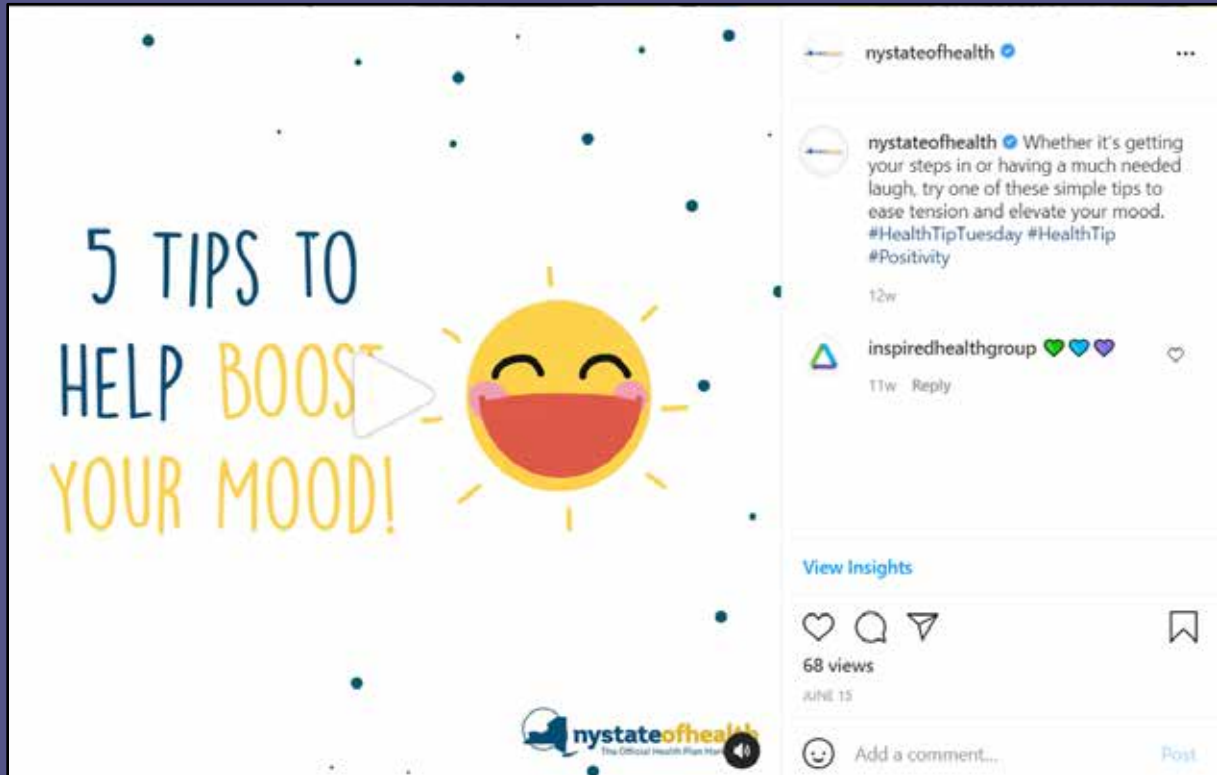 5 TIPS TO
HELP BOOST
YOUR MOOD!
nystateofhealth
The Official Health Plan
nystateofhealth
nystateofhealth Whether it's getting
your steps in or having a much needed
laugh, try one of these simple tips to
ease tension and elevate your mood.
#HealthTipTuesday #HealthTip
#Positivity
12w
inspiredhealthgroup 💚💙💜
11w Reply
View Insights
68 views
JUNE 15
Add a comment...
Post